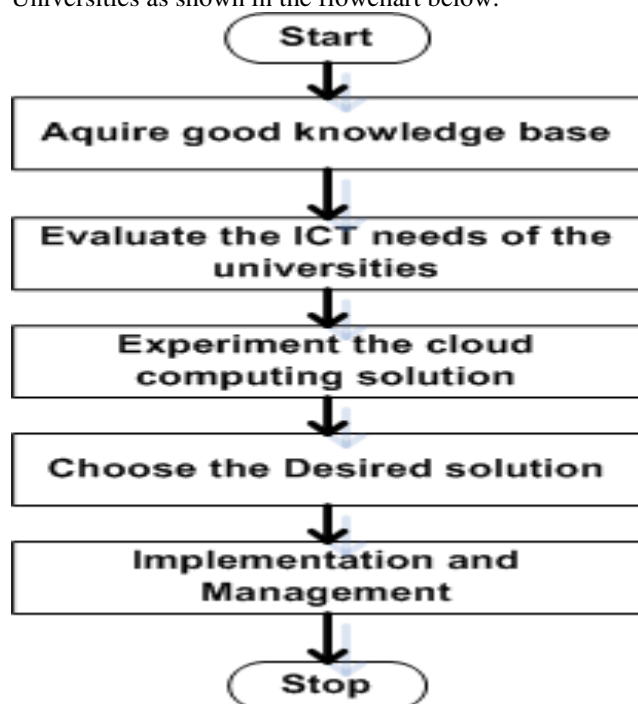 Universities as shown in the flowchart below.
Start
Aquire good knowledge base
Evaluate the ICT needs of the
universities
Experiment the cloud
computing solution
Choose the Desired solution
Implementation and
Management
Stop